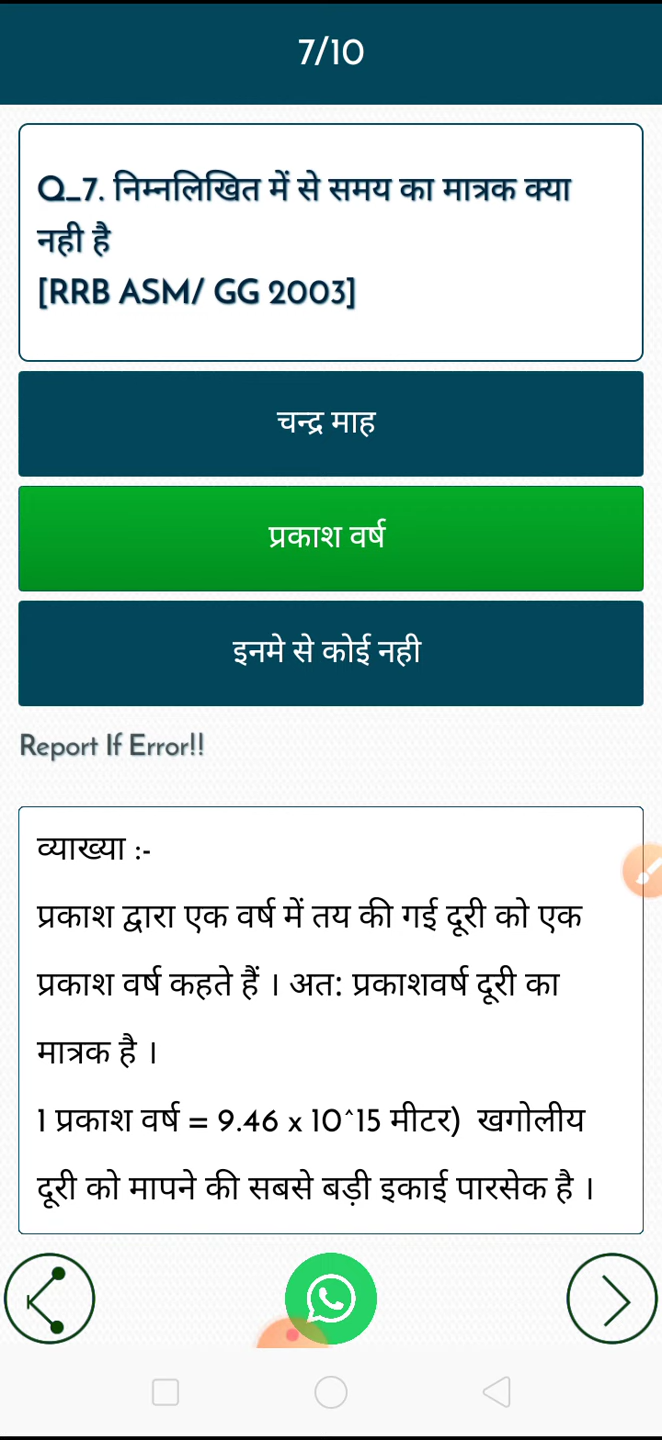 7/10
Q_7. निम्नलिखित में से समय का मात्रक क्या
नही है
[RRB ASM/ GG 2003]
चन्द्र माह
प्रकाश वर्ष
इनमे से कोई नही
Report If Error!!
व्याख्या :-
प्रकाश द्वारा एक वर्ष में तय की गई दूरी को एक
प्रकाश वर्ष कहते हैं । अत: प्रकाशवर्ष दूरी का
मात्रक है ।
1 प्रकाश वर्ष = 9.46 x 10^15 मीटर) खगोलीय
दूरी को मापने की सबसे बड़ी इकाई पारसेक है ।